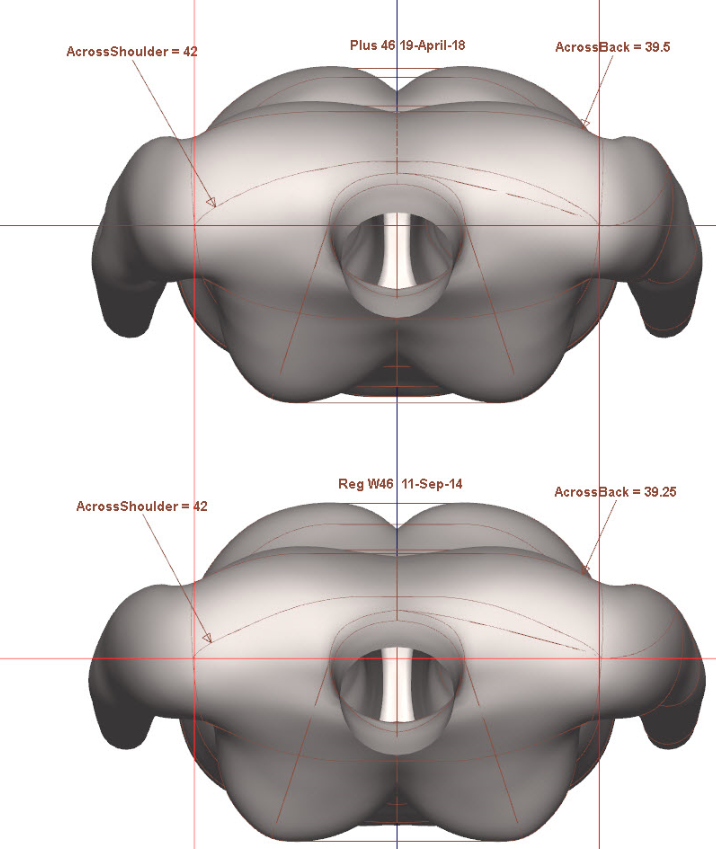 Plus 46 19-April-18
AcrossShoulder = 42
AcrossBack = 39.5
Reg W46 11-Sep-14
AcrossShoulder = 42
AcrossBack = 39.25